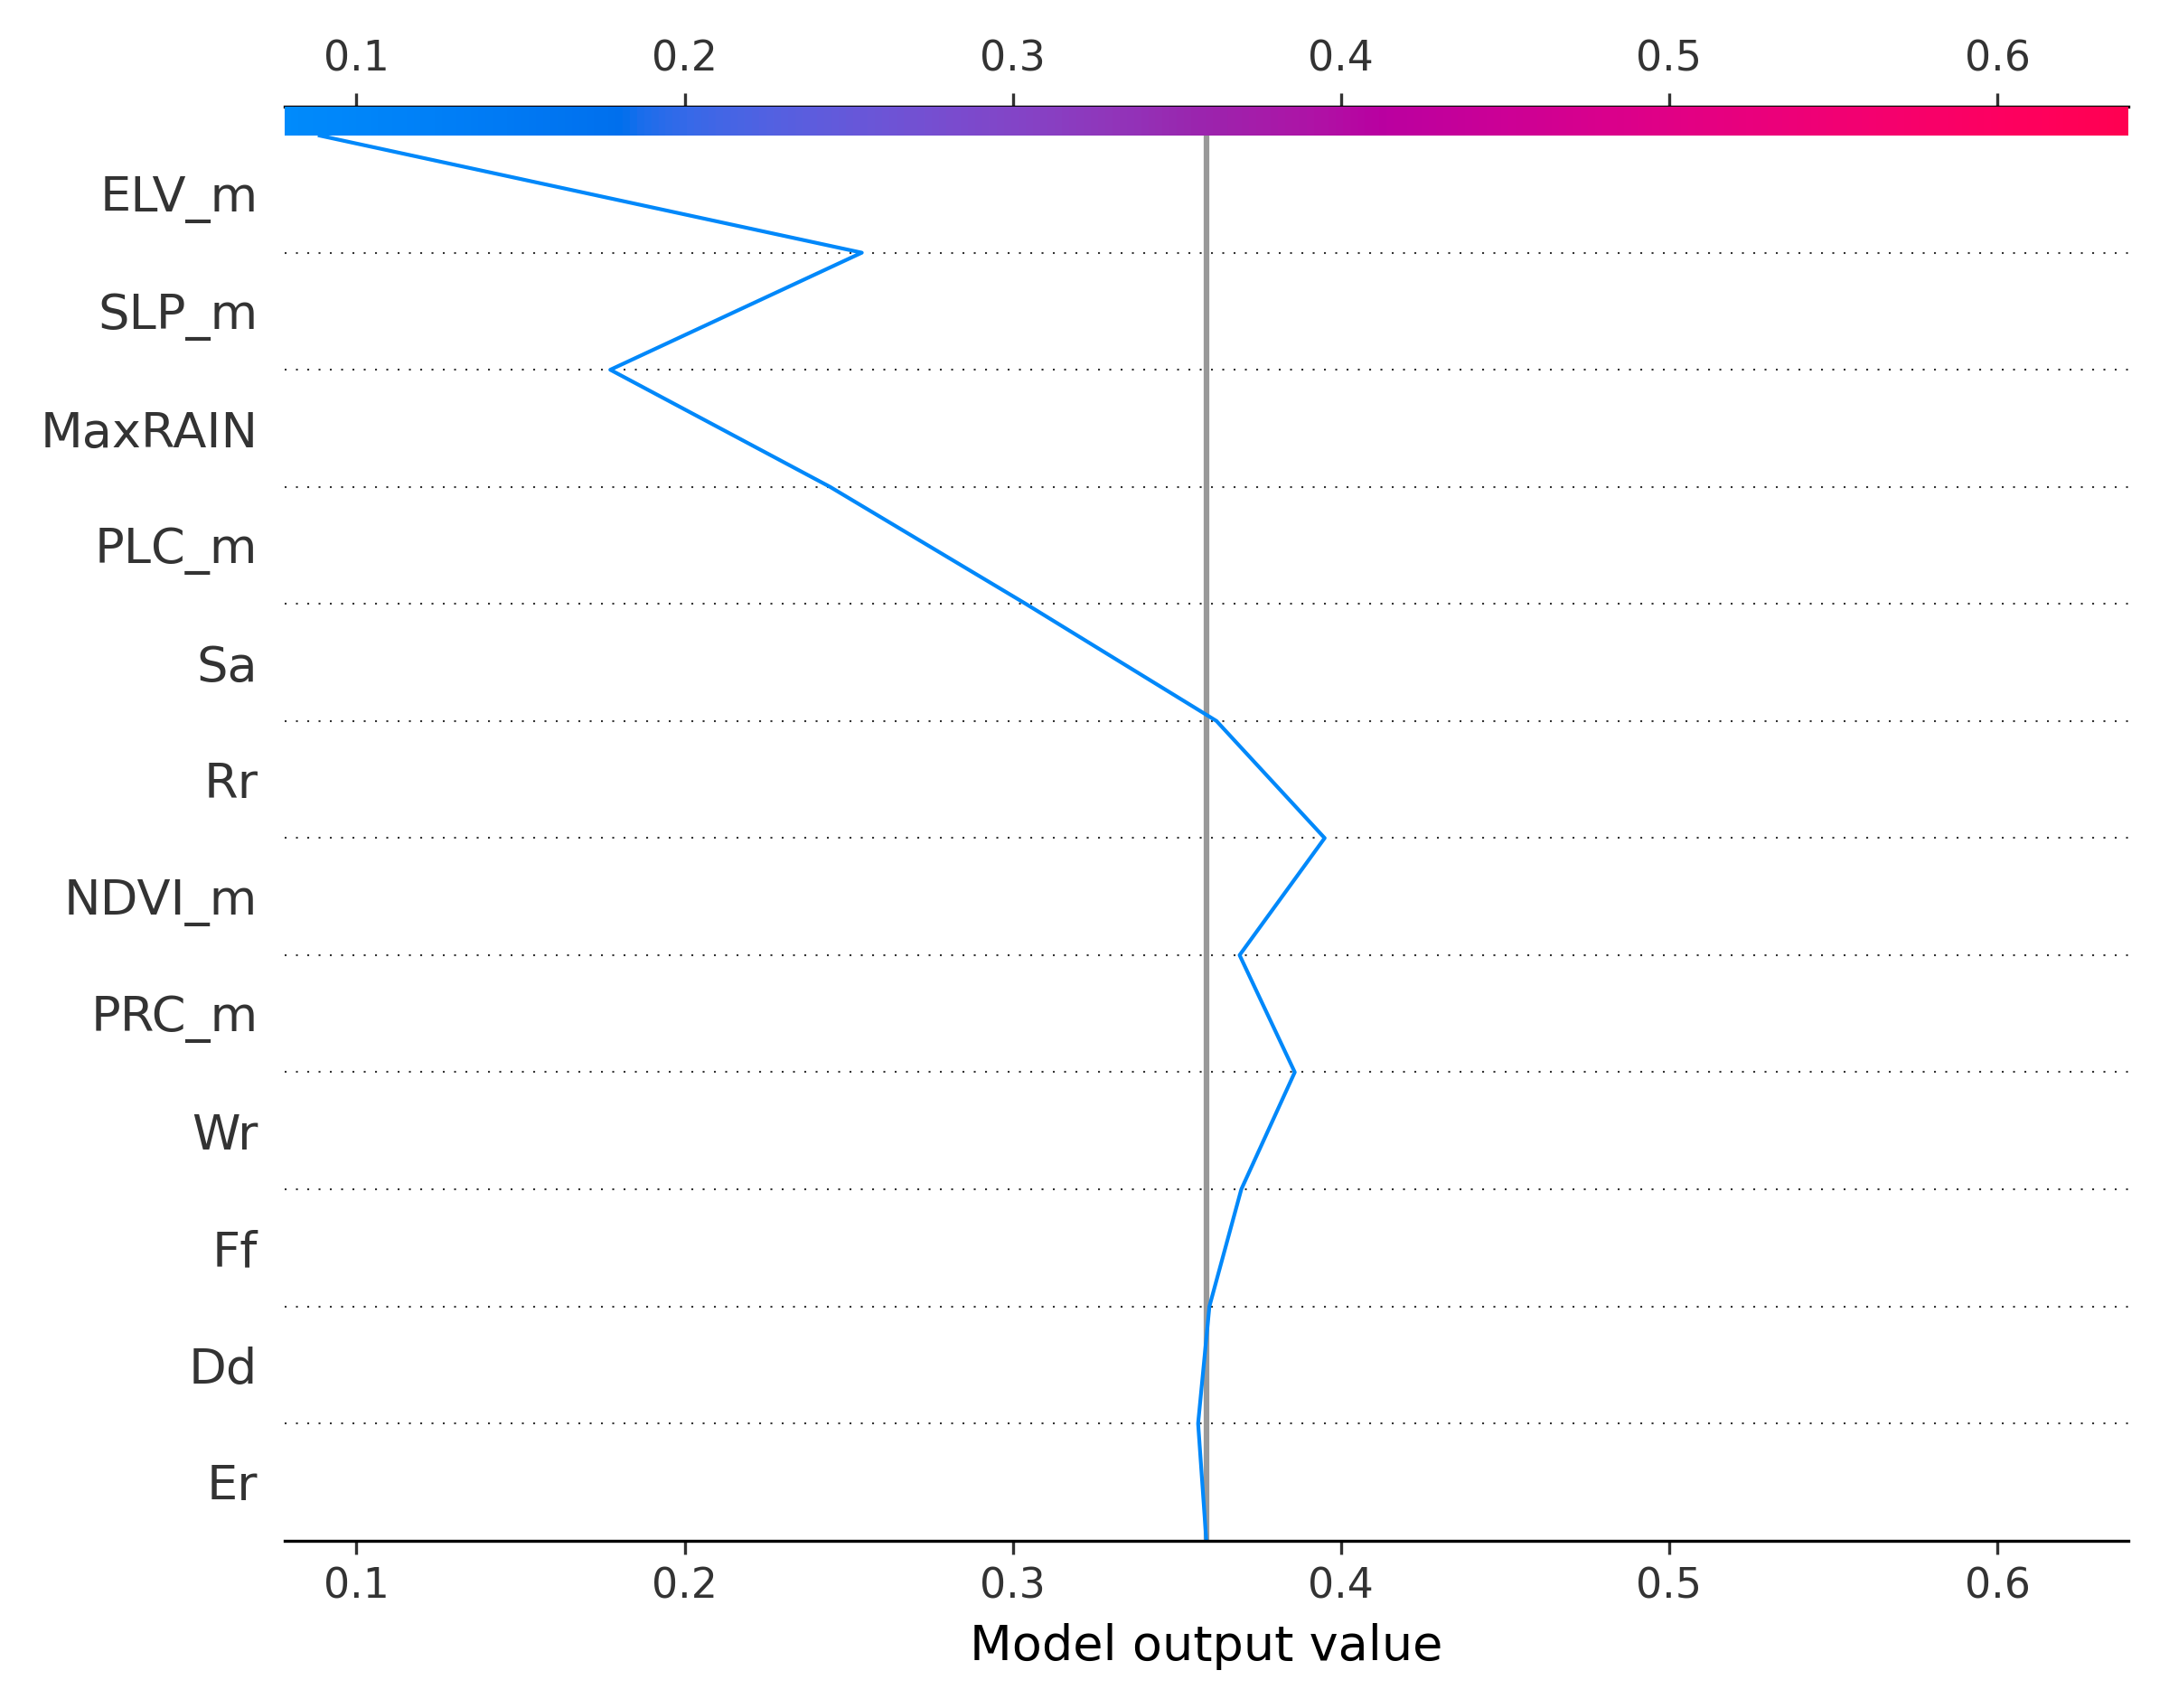 0.1 0.2 0.3 0.4 0.5 0.6
ELV_m
SLP_m
MaxRAIN
PLC_m
Sa
Rr
NDVI_m
PRC_m
Wr
Ff
Dd
Er
0.1 0.2 0.3 0.4 0.5 0.6
Model output value